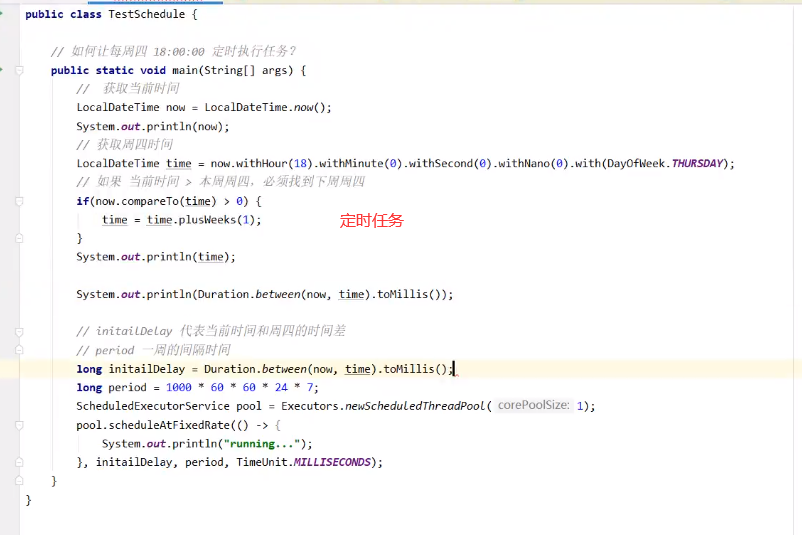 public class TestSchedule {
// 如何让每周四 18:00:00 定时执行任务？
public static void main(String[] args) {
// 获取当前时间
LocalDateTime now = LocalDateTime.now();
System.out.println(now);
// 获取周四时间
LocalDateTime time = now.withHour(18).withMinute(0).withSecond(0).withNano(0).with(DayOfWeek.THURSDAY);
// 如果 当前时间 > 本周周四，必须找到下周周四
if(now.compareTo(time) > 0) {
time = time.plusWeeks(1);
定时任务
}
System.out.println(time);
System.out.println(Duration.between(now, time).toMillis());
// initailDelay 代表当前时间和周四的时间差
// period 一周的间隔时间
long initailDelay = Duration.between(now, time).toMillis();
long period = 1000 * 60 * 60 * 24 * 7;
ScheduledExecutorService pool = Executors.newScheduledThreadPool( corePoolSize: 1);
pool.scheduleAtFixedRate(() -> {
System.out.println("running...");
}, initailDelay, period, TimeUnit.MILLISECONDS);
}
}